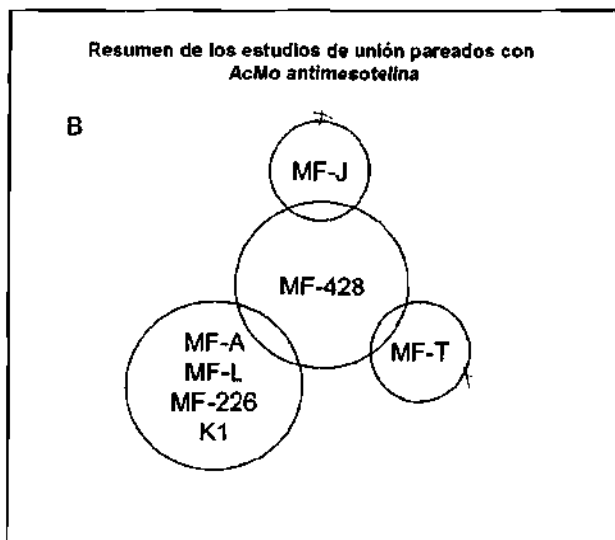 Resumen de los estudios de unión pareados con
AcMo antimesotelina
B
MF-J
MF-428
MF-T
MF-A
MF-L
MF-226
K1